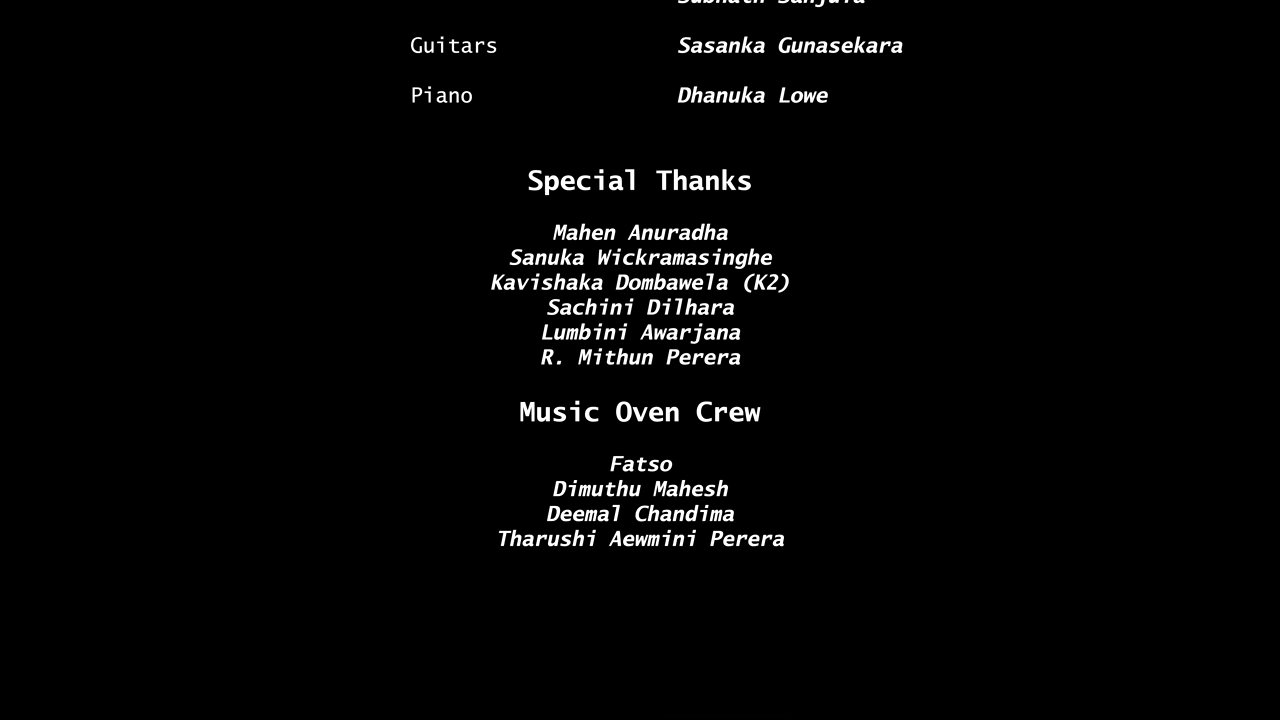 Guitars Sasanka Gunasekara
Piano Dhanuka Lowe
Special Thanks
Mahen Anuradha
Sanuka Wickramasinghe
Kavishaka Dombawela (K2)
Sachini Dilhara
Lumbini Awarjana
R. Mithun Perera
Music Oven Crew
Fatso
Dimuthu Mahesh
Deemal Chandima
Tharushi Aewmini Perera